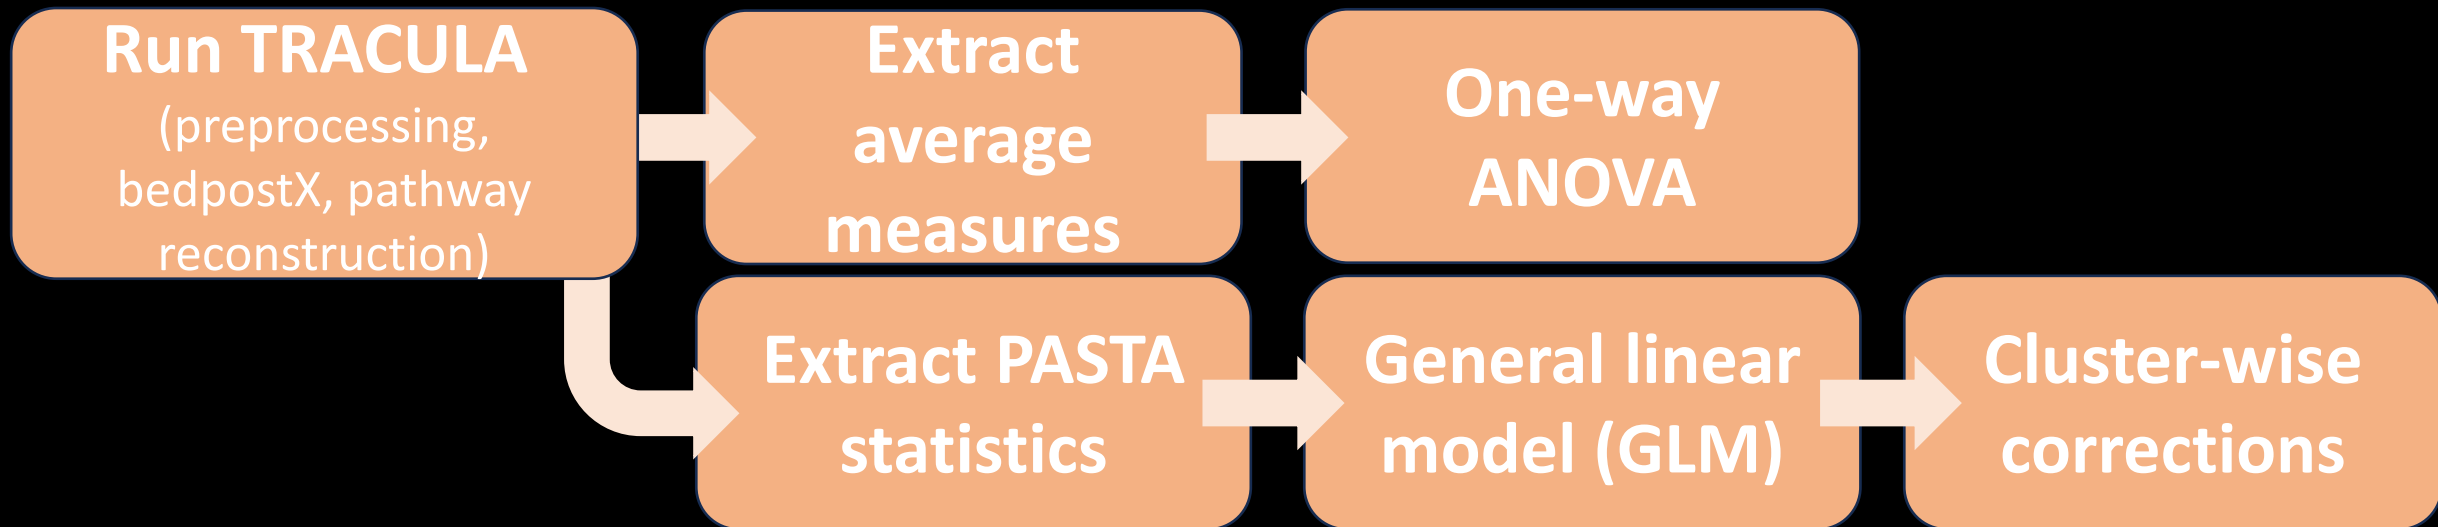 Run TRACULA
(preprocessing,
bedpostX, pathway
reconstruction)
Extract
average
measures
One-way
ANOVA
Extract PASTA
statistics
General linear
model (GLM)
Cluster-wise
corrections